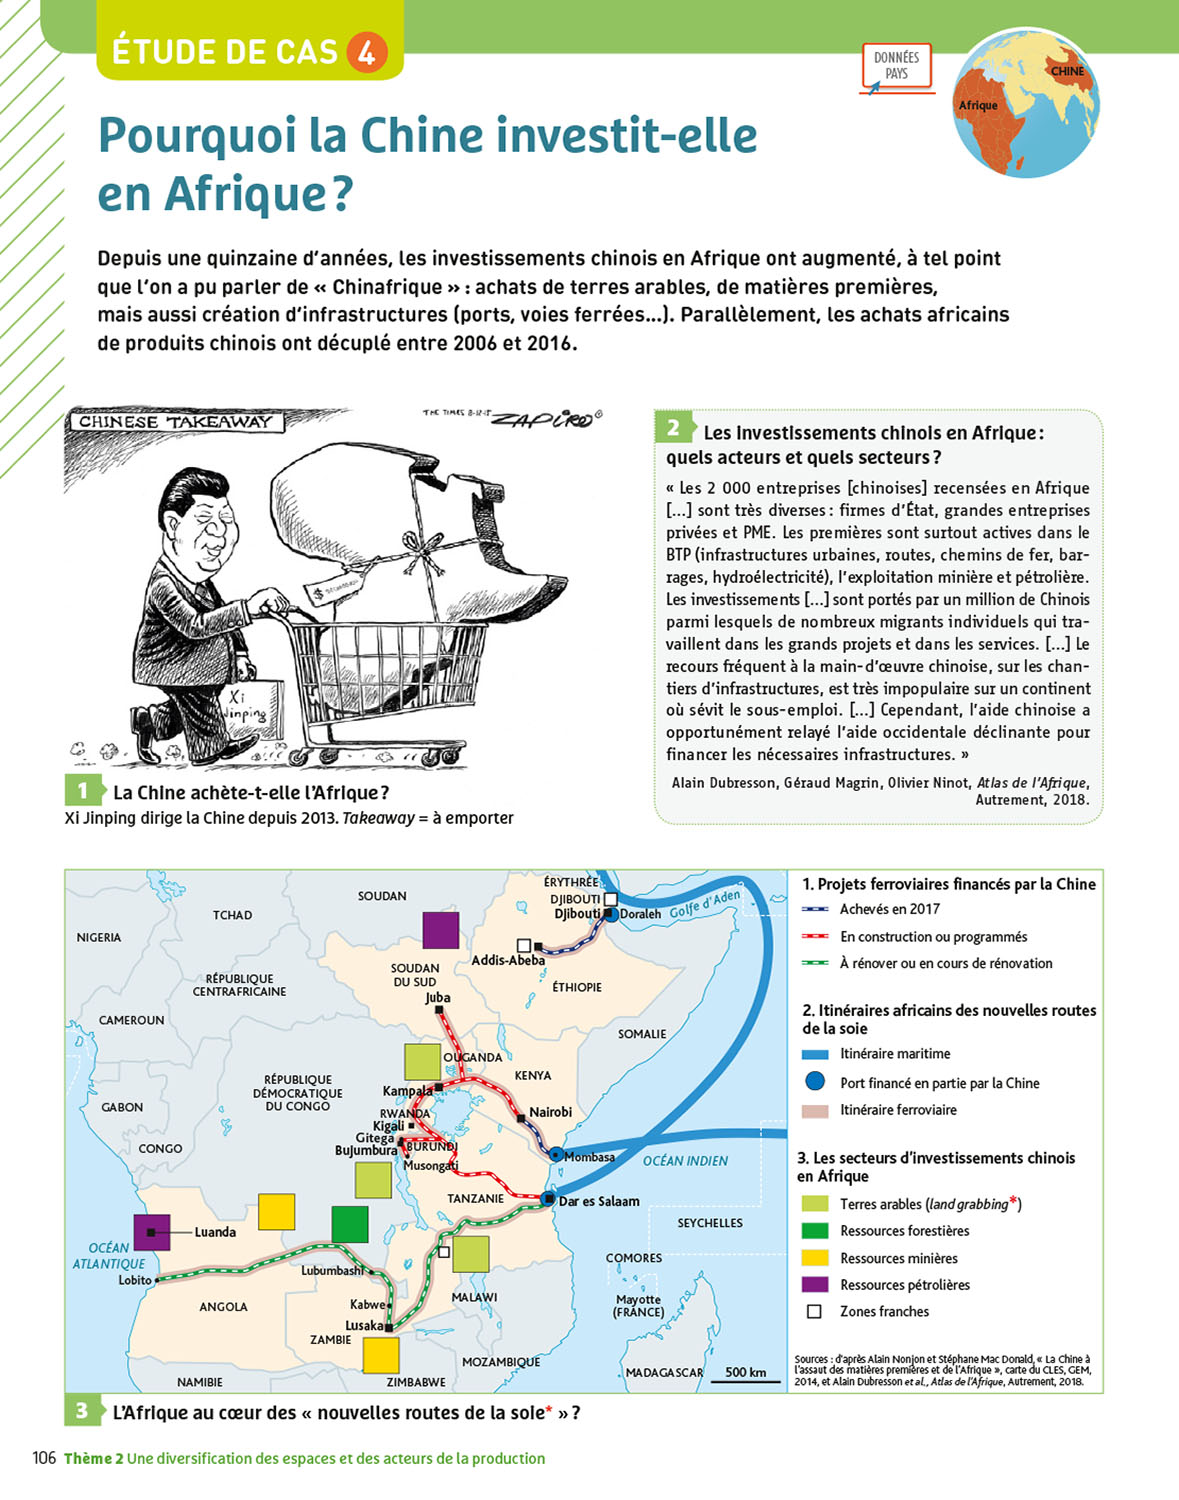 ÉTUDE DE CAS 4
DONNÉES
PAYS
CHINE
Afrique
Pourquoi la Chine investit-elle
en Afrique ?
Depuis une quinzaine d'années, les investissements chinois en Afrique ont augmenté, à tel point
que l'on a pu parler de « Chinafrique » : achats de terres arables, de matières premières,
mais aussi création d'infrastructures (ports, voies ferrées...). Parallèlement, les achats africains
de produits chinois ont décuplé entre 2006 et 2016.
CHINESE TAKEAWAY
THE TIMES 8-12-15 ZAPIRO ©
$
Xi
Jinping
1 La Chine achète-t-elle l'Afrique ?
Xi Jinping dirige la Chine depuis 2013. Takeaway = à emporter
2 Les investissements chinois en Afrique :
quels acteurs et quels secteurs ?
« Les 2 000 entreprises [chinoises] recensées en Afrique
[...] sont très diverses : firmes d'État, grandes entreprises
privées et PME. Les premières sont surtout actives dans le
BTP (infrastructures urbaines, routes, chemins de fer, bar-
rages, hydroélectricité), l'exploitation minière et pétrolière.
Les investissements [...] sont portés par un million de Chinois
parmi lesquels de nombreux migrants individuels qui tra-
vaillent dans les grands projets et dans les services. [...] Le
recours fréquent à la main-d'œuvre chinoise, sur les chan-
tiers d'infrastructures, est très impopulaire sur un continent
où sévit le sous-emploi. [...] Cependant, l'aide chinoise a
opportunément relayé l'aide occidentale déclinante pour
financer les nécessaires infrastructures. »
Alain Dubresson, Géraud Magrin, Olivier Ninot, Atlas de l'Afrique,
Autrement, 2018.
ÉRYTHRÉE
SOUDAN
DJIBOUTI
TCHAD
Djibouti
Doraleh
Golfe d'Aden
NIGERIA
Addis-Abeba
SOUDAN
DU SUD
RÉPUBLIQUE
CENTRAFRICAINE
ÉTHIOPIE
Juba
CAMEROUN
SOMALIE
OUGANDA
KENYA
RÉPUBLIQUE
DÉMOCRATIQUE
DU CONGO
Kampala
GABON
RWANDA
Nairobi
Kigali
Gitega
CONGO
Bujumbura
BURUNDI
Mombasa
Musongati
OCÉAN INDIEN
TANZANIE
Dar es Salaam
SEYCHELLES
Luanda
OCÉAN
ATLANTIQUE
COMORES
Lobito
Lubumbashi
MALAWI
Mayotte
(FRANCE)
ANGOLA
Kabwe
Lusaka
ZAMBIE
MOZAMBIQUE
MADAGASCAR
500 km
NAMIBIE
ZIMBABWE
1. Projets ferroviaires financés par la Chine
Achevés en 2017
En construction ou programmés
À rénover ou en cours de rénovation
2. Itinéraires africains des nouvelles routes
de la soie
Itinéraire maritime
Port financé en partie par la Chine
Itinéraire ferroviaire
3. Les secteurs d'investissements chinois
en Afrique
Terres arables (land grabbing*)
Ressources forestières
Ressources minières
Ressources pétrolières
Zones franches
Sources : d'après Alain Nonjon et Stéphane Mac Donald, « La Chine à
l'assaut des matières premières et de l'Afrique », carte du CLES, GEM,
2014, et Alain Dubresson et al., Atlas de l'Afrique, Autrement, 2018.
3 L'Afrique au cœur des « nouvelles routes de la soie* » ?
106 Thème 2 Une diversification des espaces et des acteurs de la production